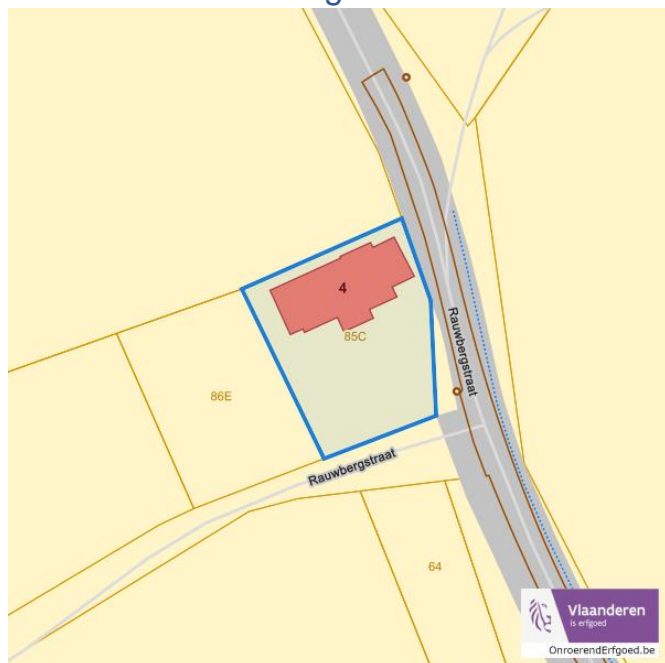 4
85C
86E
Rauwbergstraat
Rauwbergstraat
64
Vlaanderen
is erfgoed
OnroerendErfgoed.be